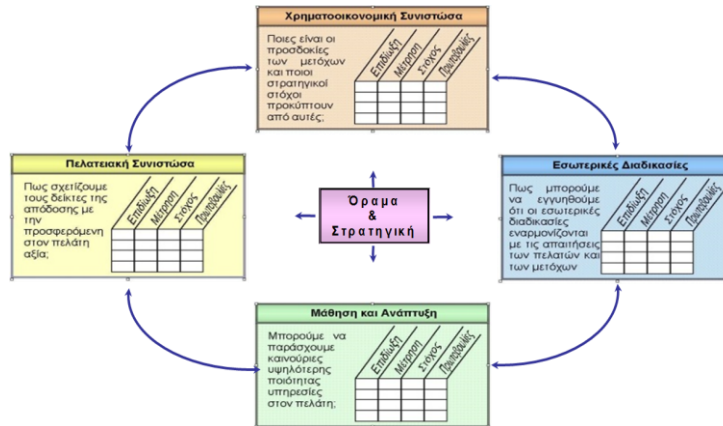 Χρηματοοικονομική Συνιστώσα
Ποιες είναι οι
προσδοκίες
των μετόχων
και ποιοι
στρατηγικοί
στόχοι
προκύπτουν
από αυτές;
Επιδίωξη
Μέτρηση
Στόχος
Πρωτοβουλίες
Πελατειακή Συνιστώσα
Πως σχετίζουμε
τους δείκτες της
απόδοσης με
την
προσφερόμενη
στον πελάτη
αξία;
Επιδίωξη
Μέτρηση
Στόχος
Πρωτοβουλίες
Όραμα
&
Στρατηγική
Εσωτερικές Διαδικασίες
Πως μπορούμε
να εγγυηθούμε
ότι οι εσωτερικές
διαδικασίες
εναρμονίζονται
με τις απαιτήσεις
των πελατών και
των μετόχων
Επιδίωξη
Μέτρηση
Στόχος
Πρωτοβουλίες
Μάθηση και Ανάπτυξη
Μπορούμε να
παράσχουμε
καινούριες
υψηλότερης
ποιότητας
υπηρεσίες
στον πελάτη;
Επιδίωξη
Μέτρηση
Στόχος
Πρωτοβουλίες